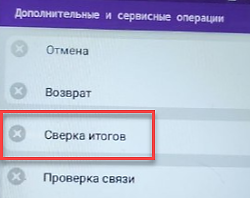 Дополнительные и сервисные операции
Отмена
Возврат
Сверка итогов
Проверка связи